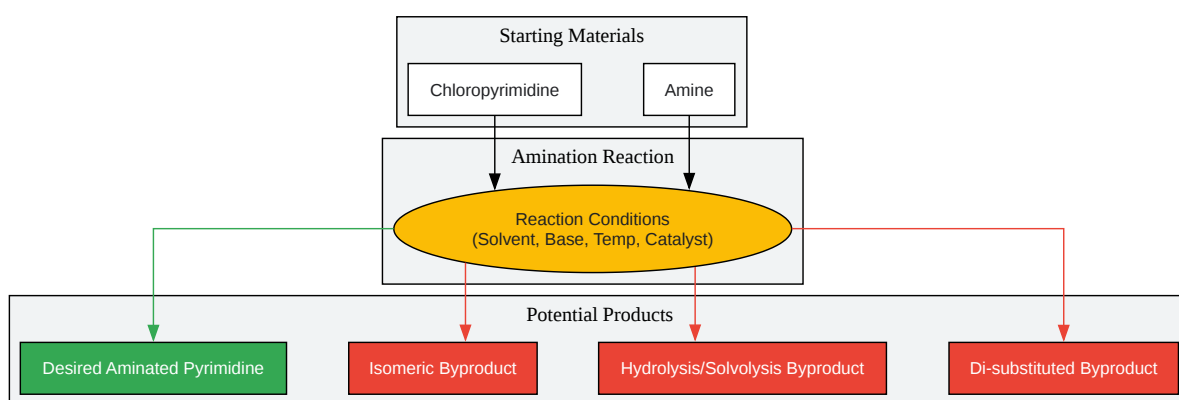 Starting Materials
Chloropyrimidine
Amine
Amination Reaction
Reaction Conditions
(Solvent, Base, Temp, Catalyst)
Potential Products
Desired Aminated Pyrimidine
Isomeric Byproduct
Hydrolysis/Solvolysis Byproduct
Di-substituted Byproduct